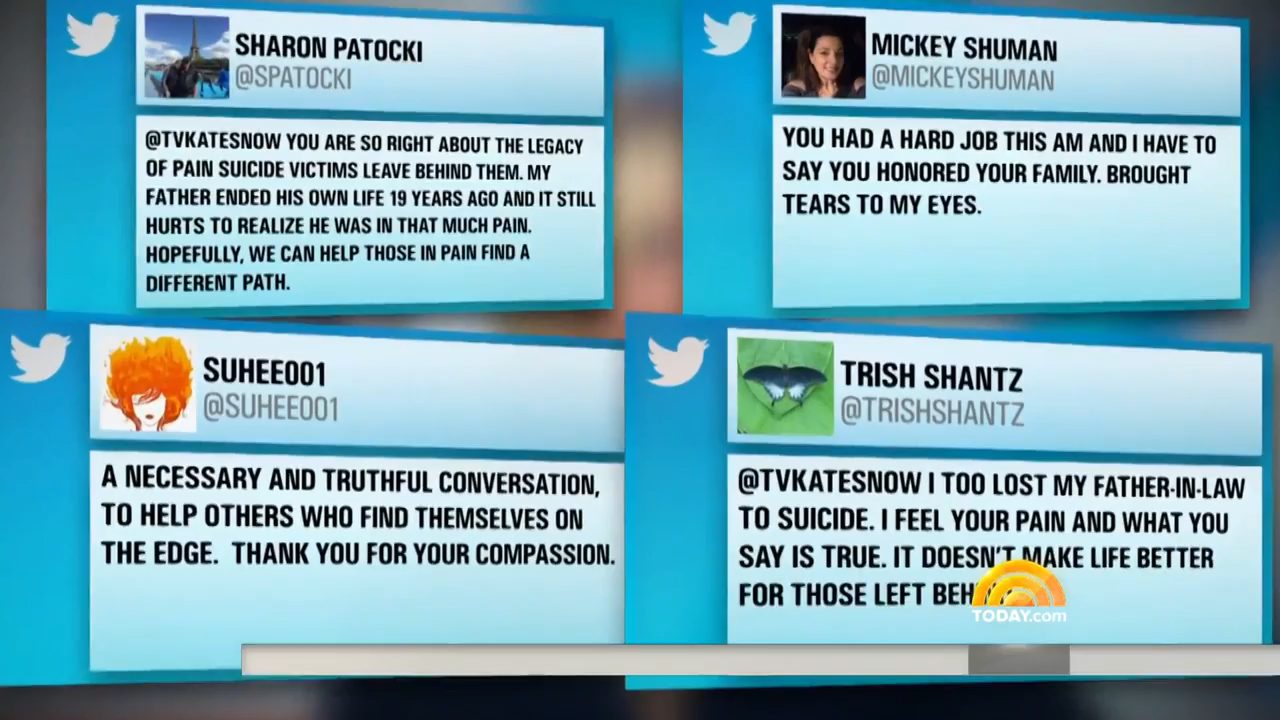 SHARON PATOCKI
@SPATOCKI
@TVKATESNOW YOU ARE SO RIGHT ABOUT THE LEGACY
OF PAIN SUICIDE VICTIMS LEAVE BEHIND THEM. MY
FATHER ENDED HIS OWN LIFE 19 YEARS AGO AND IT STILL
HURTS TO REALIZE HE WAS IN THAT MUCH PAIN.
HOPEFULLY, WE CAN HELP THOSE IN PAIN FIND A
DIFFERENT PATH.
MICKEY SHUMAN
@MICKEYSHUMAN
YOU HAD A HARD JOB THIS AM AND I HAVE TO
SAY YOU HONORED YOUR FAMILY. BROUGHT
TEARS TO MY EYES.
SUHEE001
@SUHEE001
A NECESSARY AND TRUTHFUL CONVERSATION,
TO HELP OTHERS WHO FIND THEMSELVES ON
THE EDGE. THANK YOU FOR YOUR COMPASSION.
TRISH SHANTZ
@TRISHSHANTZ
@TVKATESNOW I TOO LOST MY FATHER-IN-LAW
TO SUICIDE. I FEEL YOUR PAIN AND WHAT YOU
SAY IS TRUE. IT DOESN'T MAKE LIFE BETTER
FOR THOSE LEFT
TODAY.com